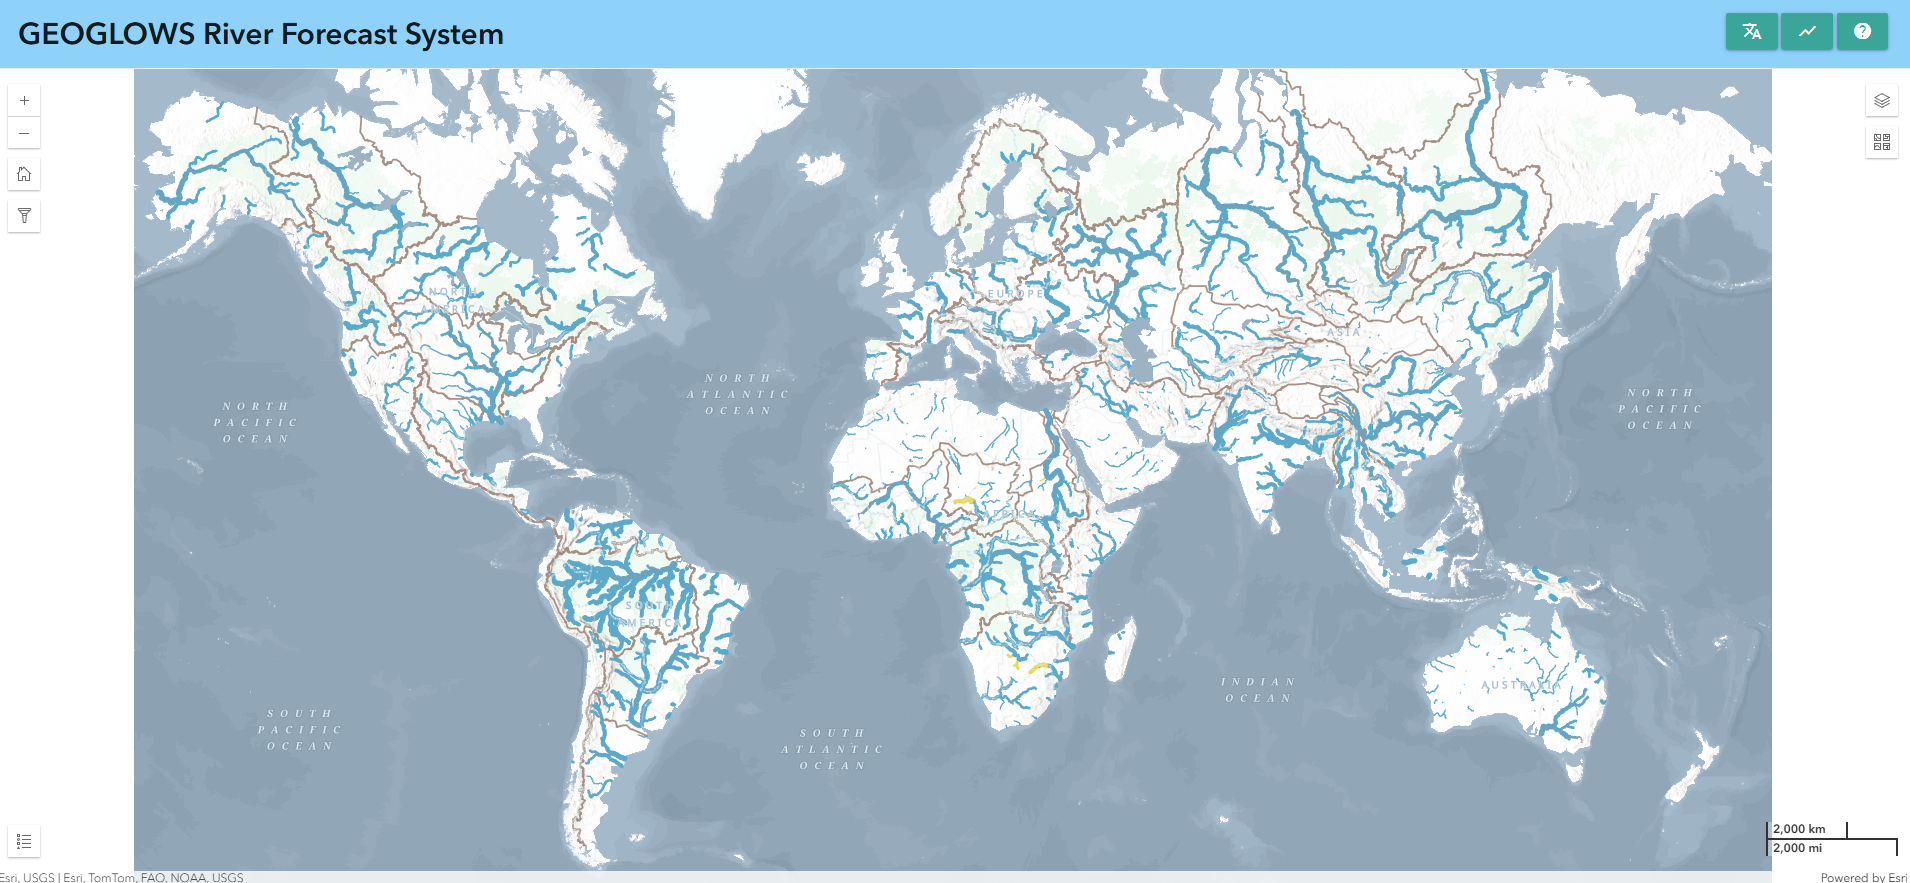 GEOGLOWS River Forecast System
NORTH
AMERICA
EUROPE
ASIA
NORTH
ATLANTIC
OCEAN
NORTH
PACIFIC
OCEAN
NORTH
PACIFIC
OCEAN
AFRICA
SOUTH
AMERICA
INDIAN
OCEAN
AUSTRALIA
SOUTH
PACIFIC
OCEAN
SOUTH
ATLANTIC
OCEAN
2,000 km
2,000 mi
Esri, USGS | Esri, TomTom, FAO, NOAA, USGS
Powered by Esri